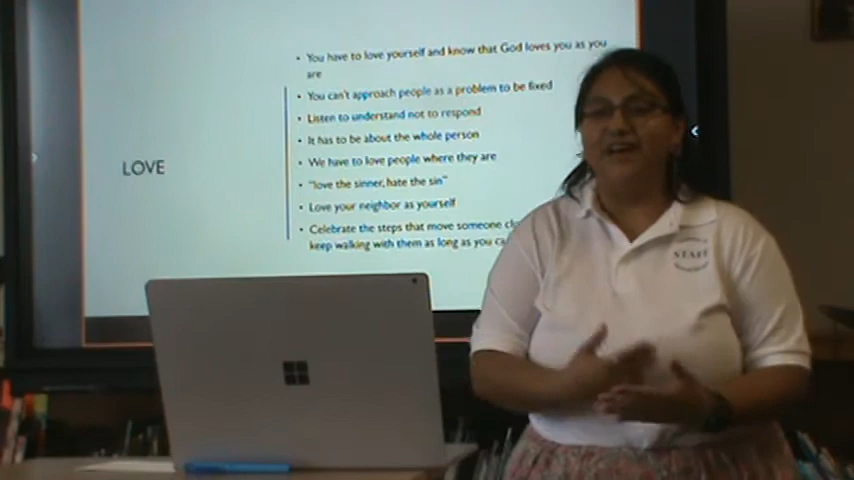 LOVE
• You have to love yourself and know that God loves you as you
are
• You can't approach people as a problem to be fixed
• Listen to understand not to respond
• It has to be about the whole person
• We have to love people where they are
• "love the sinner, hate the sin"
• Love your neighbor as yourself
• Celebrate the steps that move someone
keep walking with them as long as you
STAFF